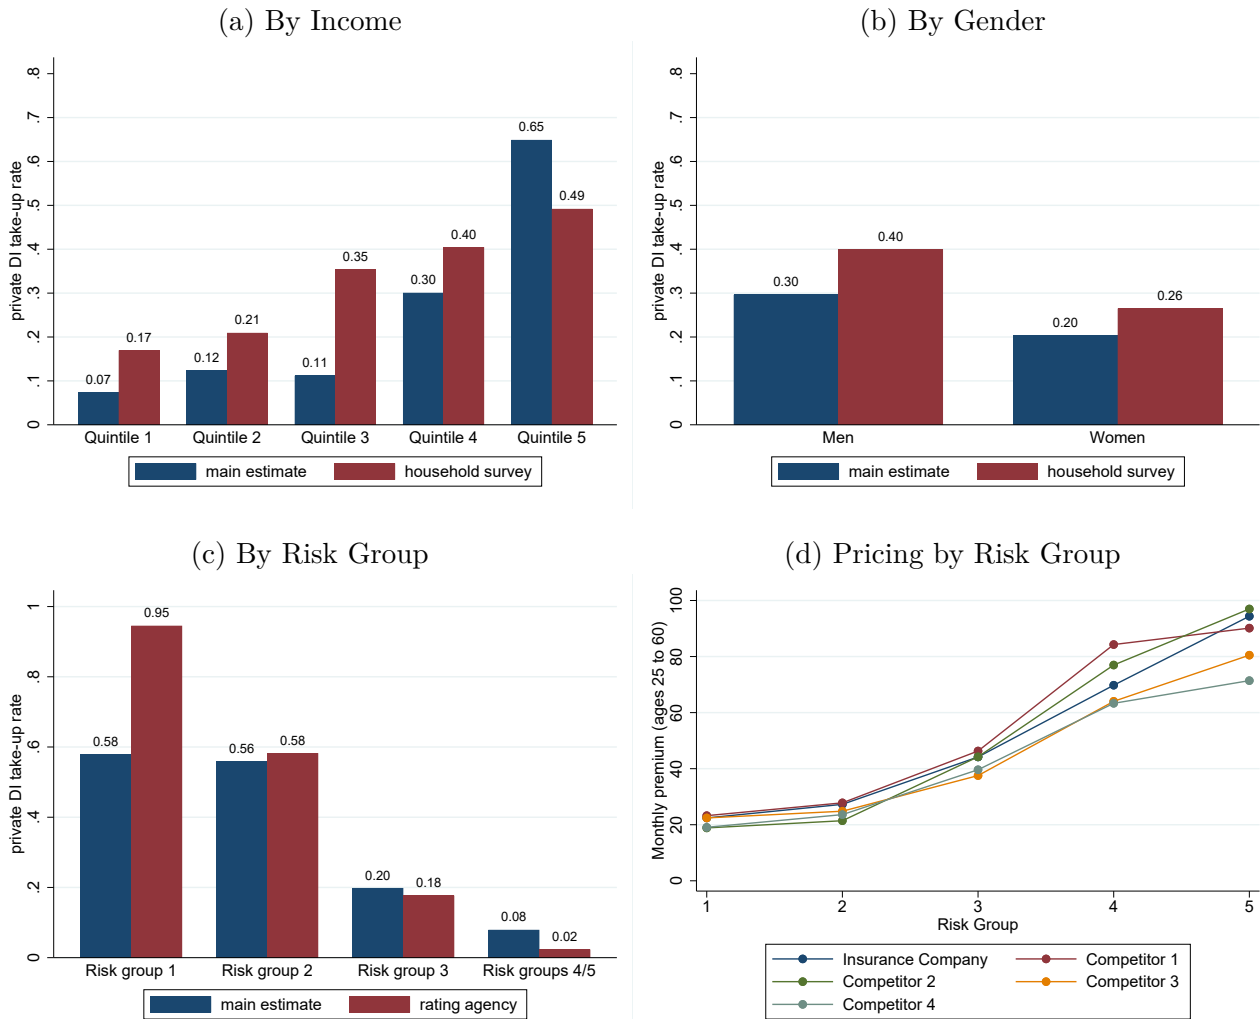 (a) By Income
private DI take-up rate
0 .1 .2 .3 .4 .5 .6 .7 .8
0.07 0.17 0.12 0.21 0.11 0.35 0.30 0.40 0.65 0.49
Quintile 1 Quintile 2 Quintile 3 Quintile 4 Quintile 5
main estimate household survey
(b) By Gender
private DI take-up rate
0 .1 .2 .3 .4 .5 .6 .7 .8
0.30 0.40 0.20 0.26
Men Women
main estimate household survey
(c) By Risk Group
private DI take-up rate
0 .2 .4 .6 .8 1
0.58 0.95 0.56 0.58 0.20 0.18 0.08 0.02
Risk group 1 Risk group 2 Risk group 3 Risk groups 4/5
main estimate rating agency
(d) Pricing by Risk Group
Monthly premium (ages 25 to 60)
0 20 40 60 80 100
1 2 3 4 5
Risk Group
Insurance Company Competitor 1
Competitor 2 Competitor 3
Competitor 4